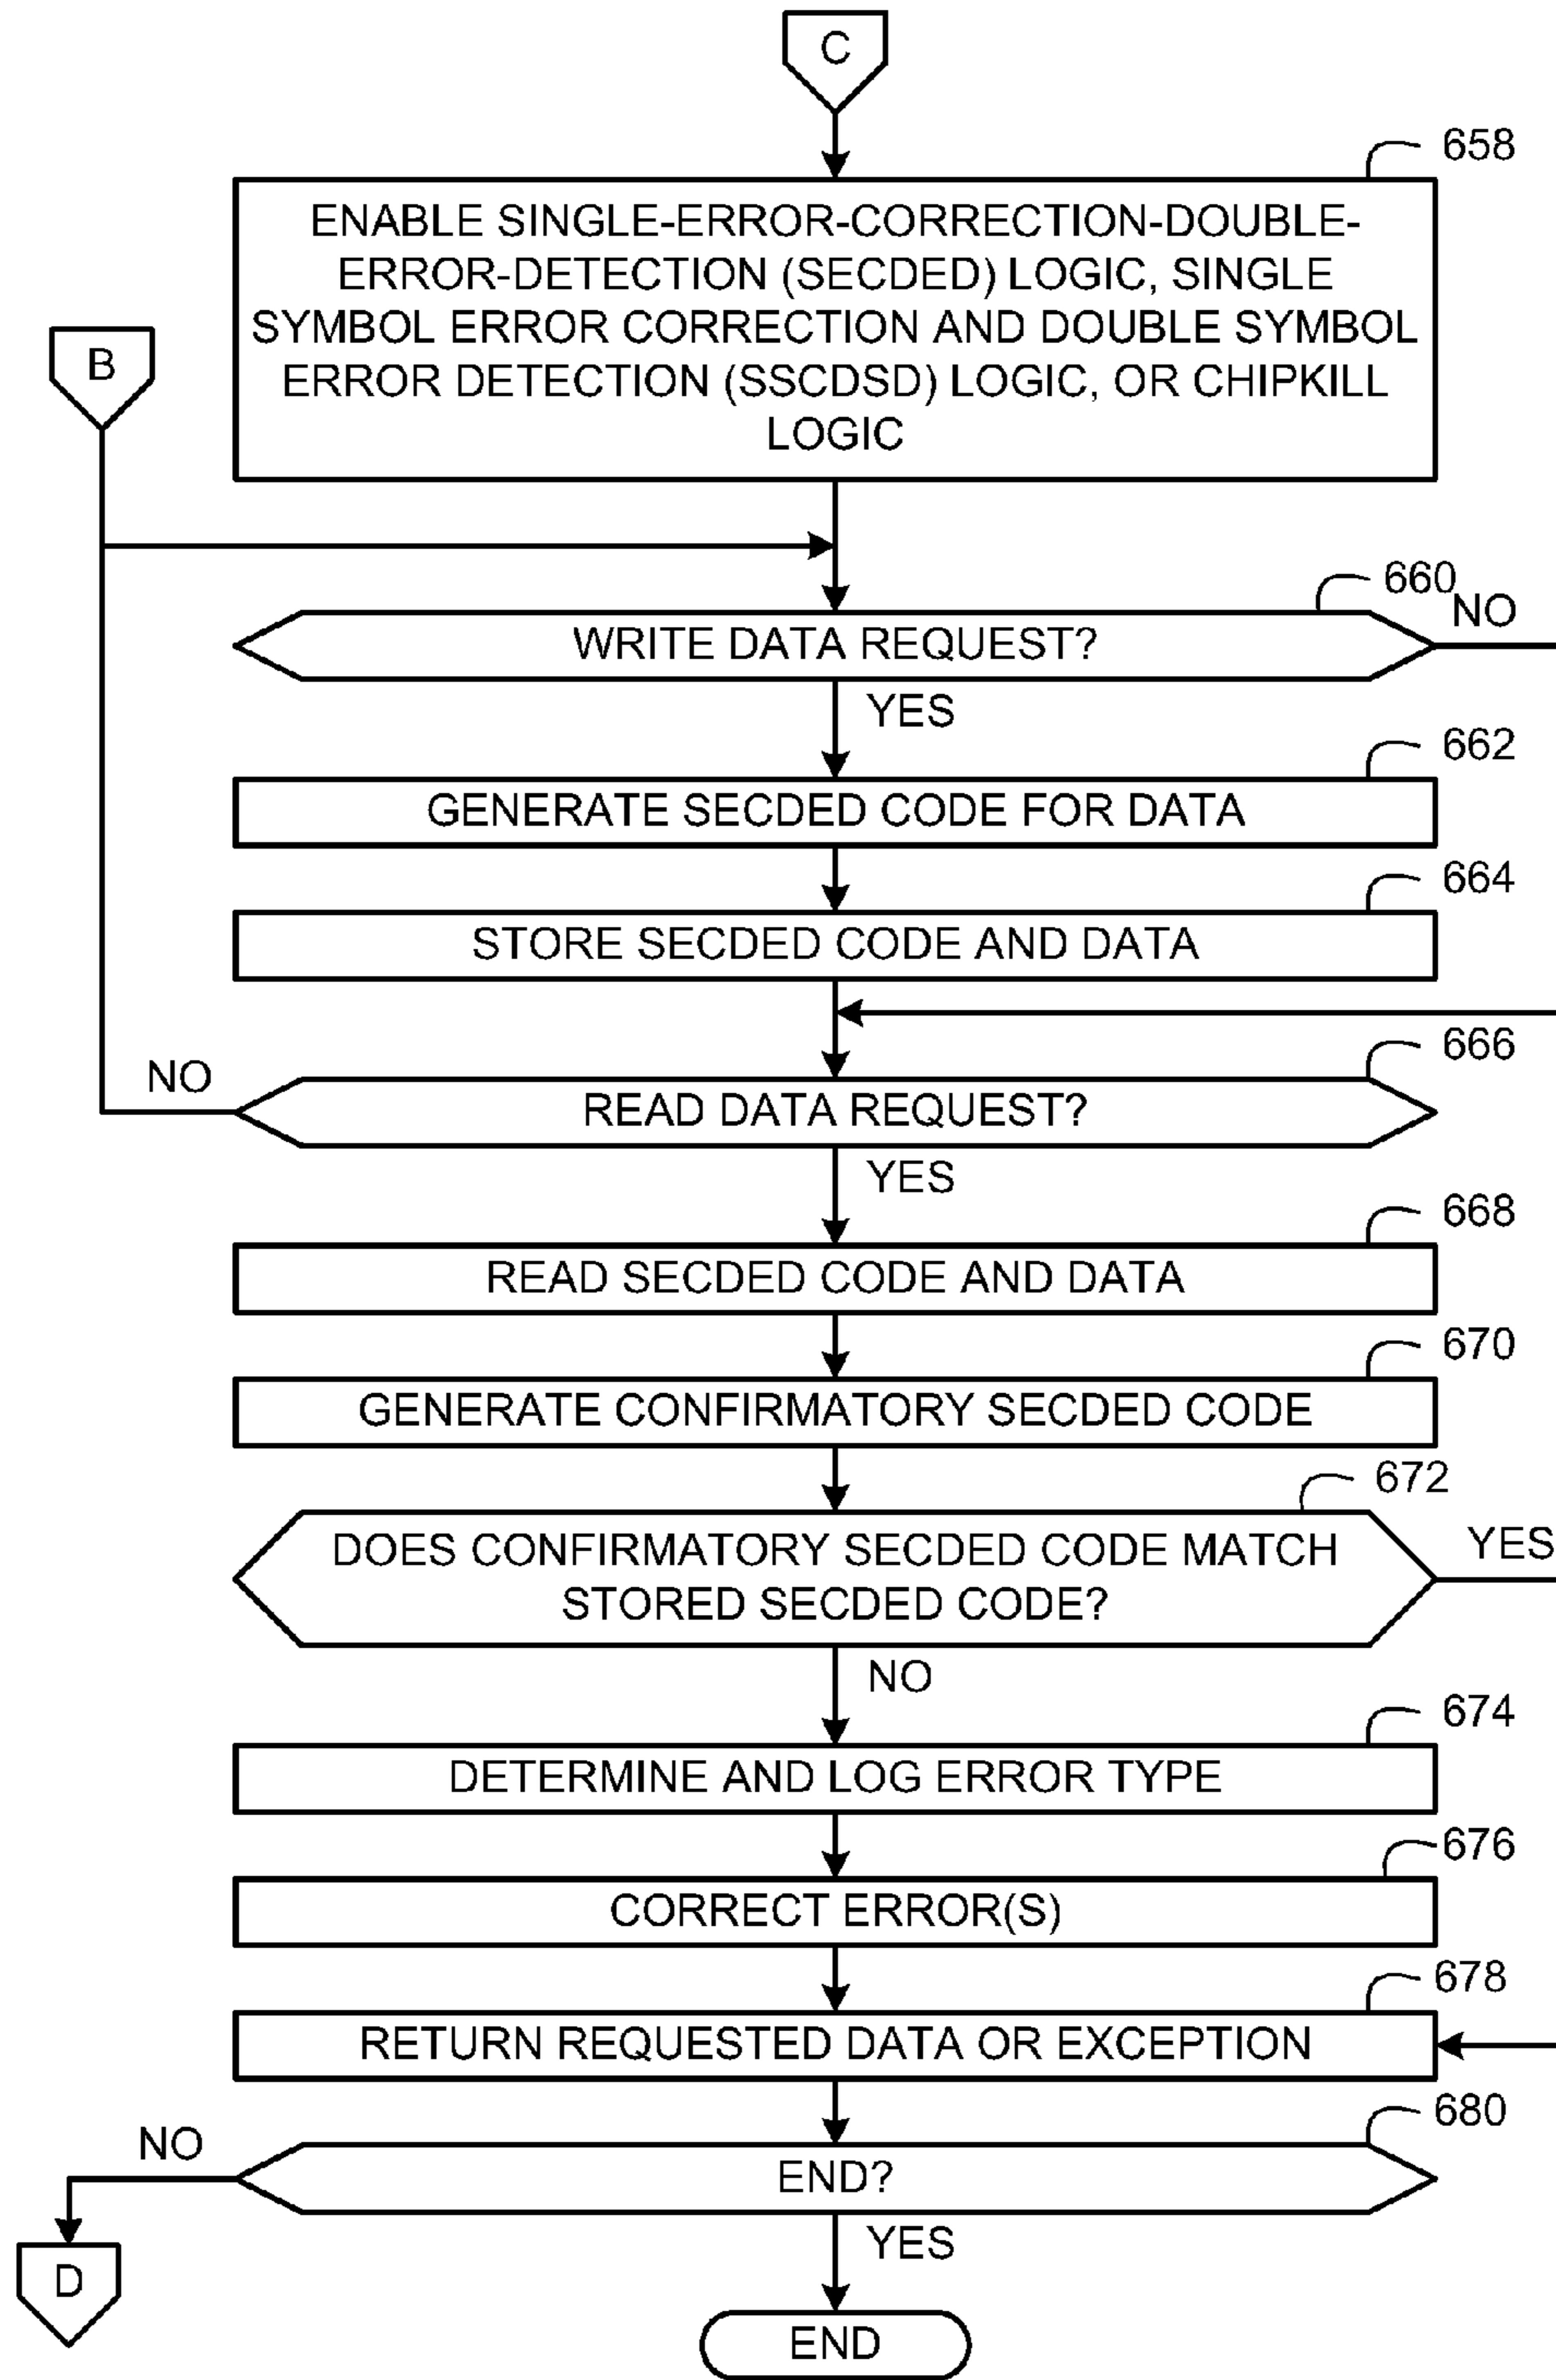 C
658
ENABLE SINGLE-ERROR-CORRECTION-DOUBLE-
ERROR-DETECTION (SECDED) LOGIC, SINGLE
SYMBOL ERROR CORRECTION AND DOUBLE SYMBOL
ERROR DETECTION (SSCDSD) LOGIC, OR CHIPKILL
LOGIC
B
660
NO
WRITE DATA REQUEST?
YES
662
GENERATE SECDED CODE FOR DATA
664
STORE SECDED CODE AND DATA
666
NO
READ DATA REQUEST?
YES
668
READ SECDED CODE AND DATA
670
GENERATE CONFIRMATORY SECDED CODE
672
DOES CONFIRMATORY SECDED CODE MATCH
STORED SECDED CODE?
YES
NO
674
DETERMINE AND LOG ERROR TYPE
676
CORRECT ERROR(S)
678
RETURN REQUESTED DATA OR EXCEPTION
680
NO
END?
YES
D
END